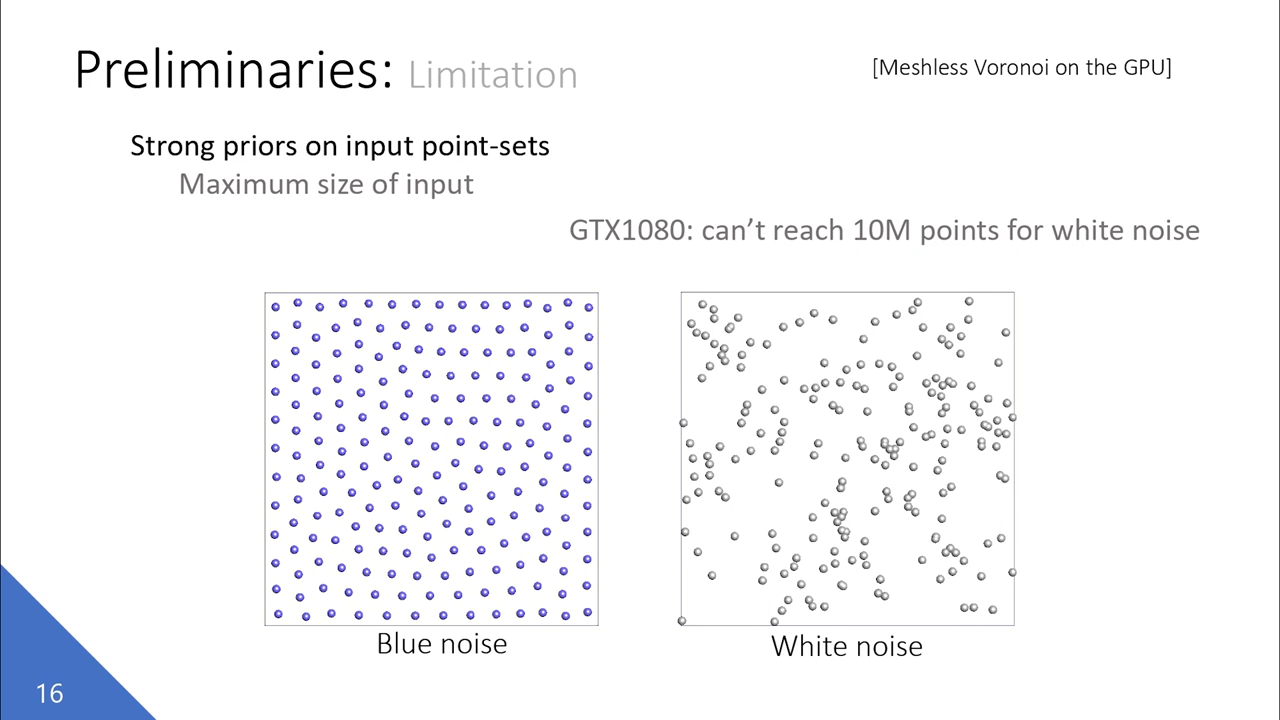 Preliminaries: Limitation
[Meshless Voronoi on the GPU]
Strong priors on input point-sets
Maximum size of input
GTX1080: can’t reach 10M points for white noise
Blue noise
White noise
16